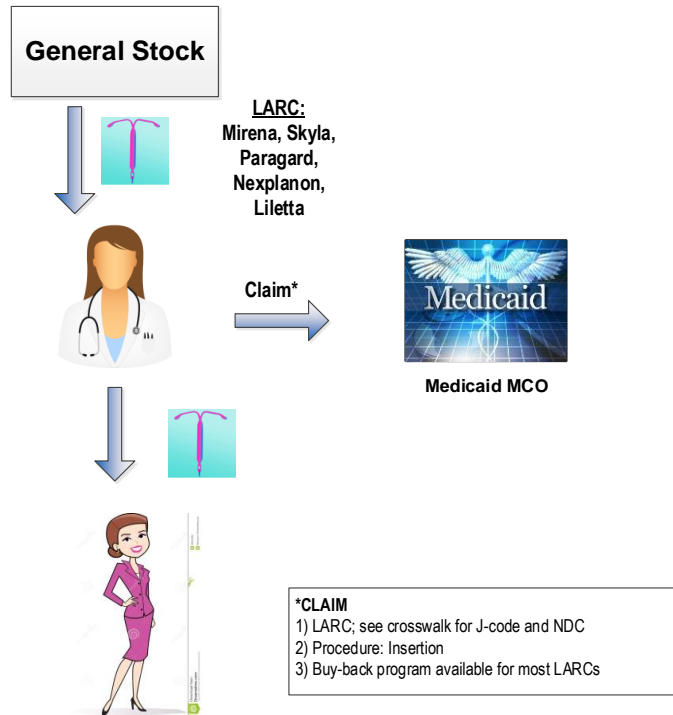 General Stock
LARC:
Mirena, Skyla,
Paragard,
Nexplanon,
Liletta
Claim*
Medicaid
Medicaid MCO
*CLAIM
1) LARC; see crosswalk for J-code and NDC
2) Procedure: Insertion
3) Buy-back program available for most LARCs